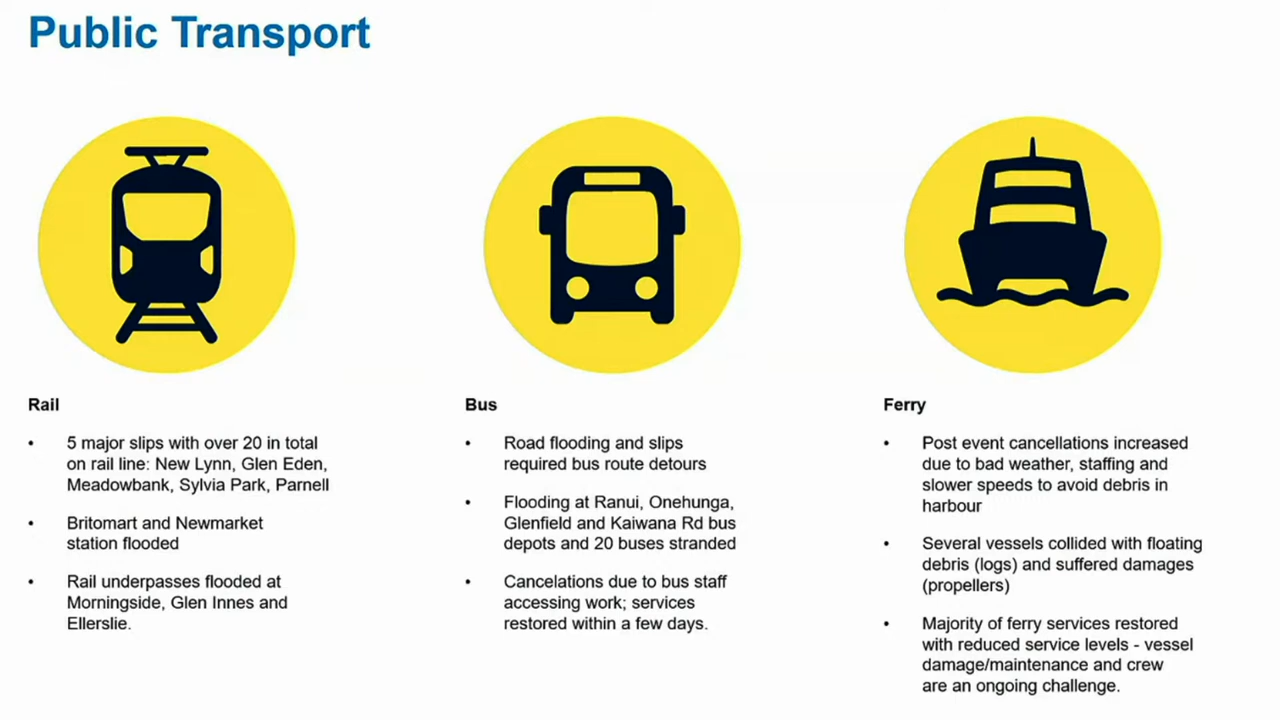 Public Transport
Rail
• 5 major slips with over 20 in total
on rail line: New Lynn, Glen Eden,
Meadowbank, Sylvia Park, Parnell
• Britomart and Newmarket
station flooded
• Rail underpasses flooded at
Morningside, Glen Innes and
Ellerslie.
Bus
• Road flooding and slips
required bus route detours
• Flooding at Ranui, Onehunga,
Glenfield and Kaiwana Rd bus
depots and 20 buses stranded
• Cancelations due to bus staff
accessing work; services
restored within a few days.
Ferry
• Post event cancellations increased
due to bad weather, staffing and
slower speeds to avoid debris in
harbour
• Several vessels collided with floating
debris (logs) and suffered damages
(propellers)
• Majority of ferry services restored
with reduced service levels - vessel
damage/maintenance and crew
are an ongoing challenge.